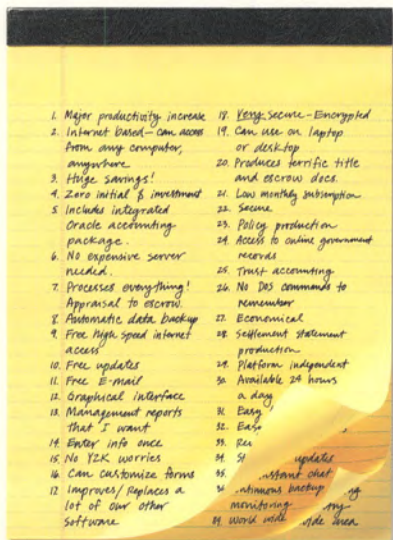 1. Major productivity increase
2. Internet based - can access
from any computer,
anywhere
3. Huge savings!
4. Zero initial $ investment
5. Includes integrated
Oracle accounting
package.
6. No expensive server
needed.
7. Processes everything!
Appraisal to escrow.
8. Automatic data backup
9. Free high speed internet
access
10. Free updates
11. Free E-mail
12. Graphical interface
13. Management reports
that I want
14. Enter info once
15. No Y2K worries
16. Can customize forms
17. Improves/Replaces a
lot of our other
software
18. Very secure - Encrypted
19. Can use on laptop
or desktop
20. Produces terrific title
and escrow docs.
21. Low monthly subscription
22. Secure
23. Policy production
24. Access to online government
records
25. Trust accounting
26. No DOS commands to
remember
27. Economical
28. Settlement statement
production
29. Platform independent
30. Available 24 hours
a day
31. Easy
32. Easy
33.
34. updates
35. chat
36. backup
monitoring
World wide wide area